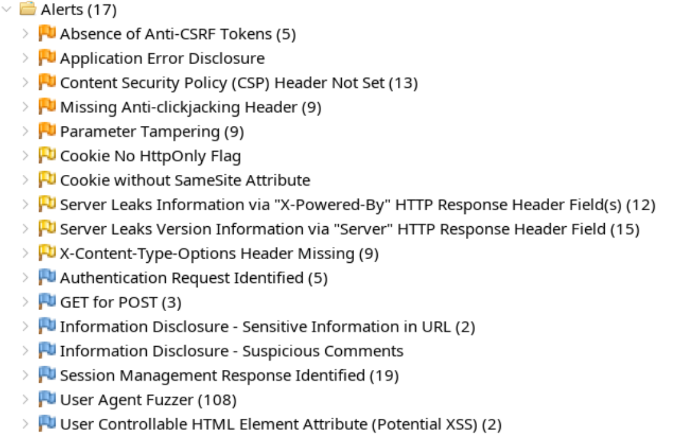 Alerts (17)
Absence of Anti-CSRF Tokens (5)
Application Error Disclosure
Content Security Policy (CSP) Header Not Set (13)
Missing Anti-clickjacking Header (9)
Parameter Tampering (9)
Cookie No HttpOnly Flag
Cookie without SameSite Attribute
Server Leaks Information via "X-Powered-By" HTTP Response Header Field(s) (12)
Server Leaks Version Information via "Server" HTTP Response Header Field (15)
X-Content-Type-Options Header Missing (9)
Authentication Request Identified (5)
GET for POST (3)
Information Disclosure - Sensitive Information in URL (2)
Information Disclosure - Suspicious Comments
Session Management Response Identified (19)
User Agent Fuzzer (108)
User Controllable HTML Element Attribute (Potential XSS) (2)